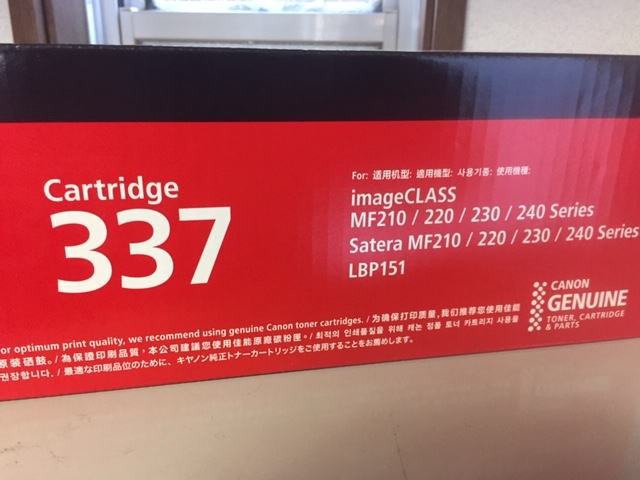 Cartridge
337
For: 适用机型: 適用機型: 사용기종: 使用機種:
imageCLASS
MF210 / 220 / 230 / 240 Series
Satera MF210 / 220 / 230 / 240 Series
LBP151
CANON
GENUINE
TONER, CARTRIDGE
& PARTS
or optimum print quality, we recommend using genuine Canon toner cartridges. / 为确保打印质量,我们推荐您使用佳能
原装硒鼓。/ 為保證印刷品質,本公司建議您使用佳能原廠碳粉匣。/ 최적의 인쇄품질을 위해 캐논 정품 토너 카트리지 사용을
권장합니다. / 最適な印刷品位のために、キヤノン純正トナーカートリッジをご使用することをお薦めします。